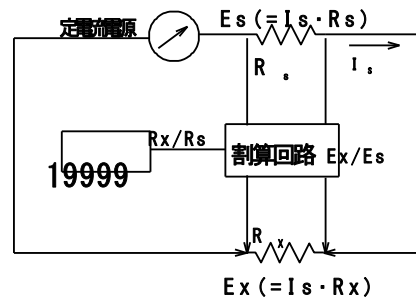 Es(=Is·Rs)
定電流電源
Rs
Is
Rx/Rs
割算回路 Ex/Es
19999
Rx
Ex(=Is·Rx)